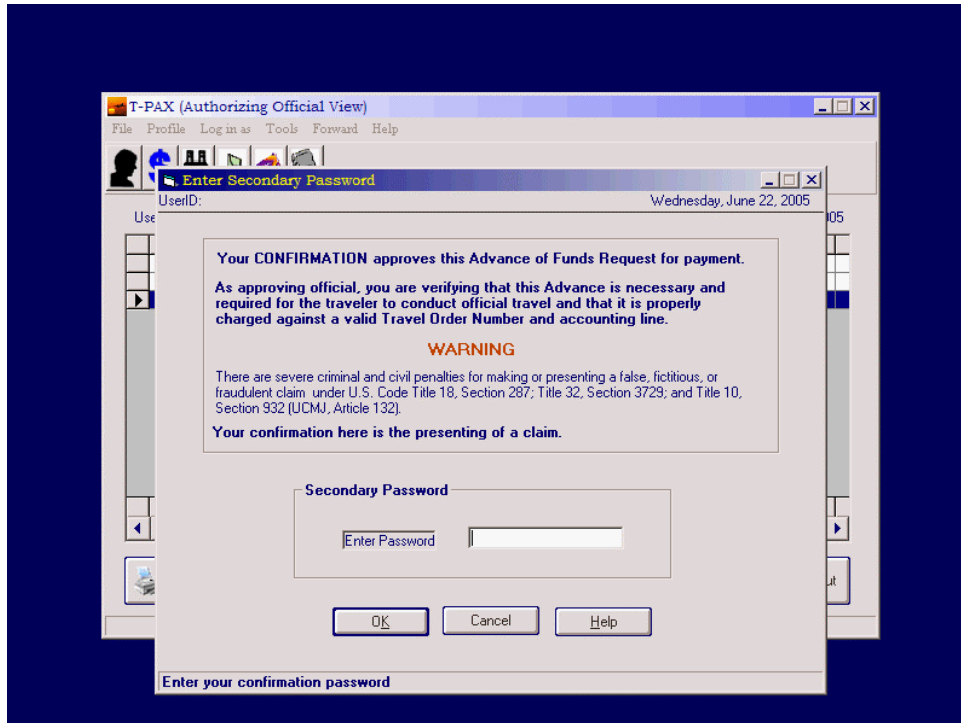 T-PAX (Authorizing Official View)
File Profile Log in as Tools Forward Help
Enter Secondary Password
UserID: Wednesday, June 22, 2005
Your CONFIRMATION approves this Advance of Funds Request for payment.
As approving official, you are verifying that this Advance is necessary and
required for the traveler to conduct official travel and that it is properly
charged against a valid Travel Order Number and accounting line.
WARNING
There are severe criminal and civil penalties for making or presenting a false, fictitious, or
fraudulent claim under U.S. Code Title 18, Section 287; Title 32, Section 3729; and Title 10,
Section 932 (UCMJ, Article 132).
Your confirmation here is the presenting of a claim.
Secondary Password
Enter Password
OK Cancel Help
Enter your confirmation password